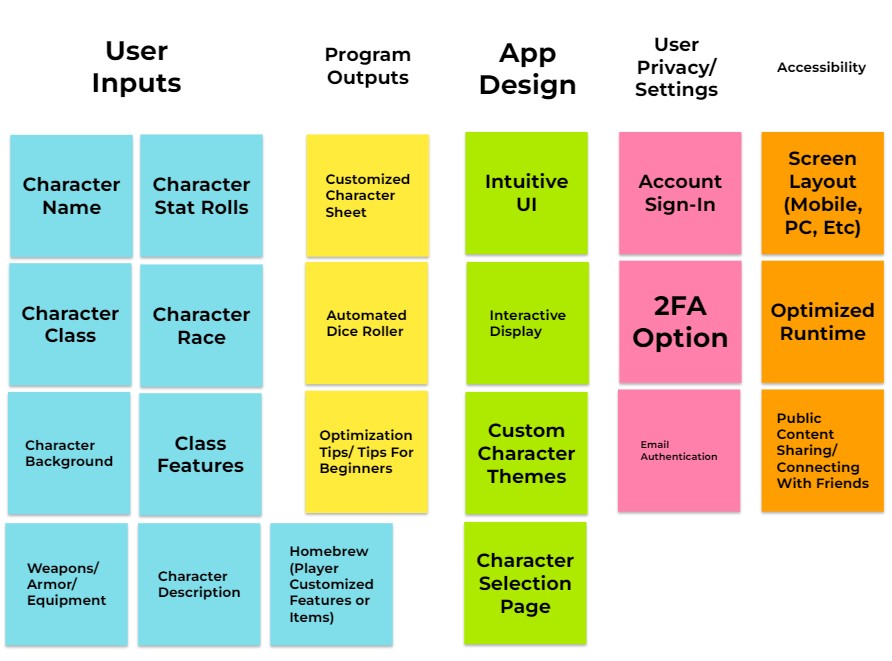 User
Inputs
Program
Outputs
App
Design
User
Privacy/
Settings
Accessibility
Character
Name
Character
Stat Rolls
Customized
Character
Sheet
Intuitive
UI
Account
Sign-In
Screen
Layout
(Mobile,
PC, Etc)
Character
Class
Character
Race
Automated
Dice Roller
Interactive
Display
2FA
Option
Optimized
Runtime
Character
Background
Class
Features
Optimization
Tips/ Tips For
Beginners
Custom
Character
Themes
Email
Authentication
Public
Content
Sharing/
Connecting
With Friends
Weapons/
Armor/
Equipment
Character
Description
Homebrew
(Player
Customized
Features or
Items)
Character
Selection
Page